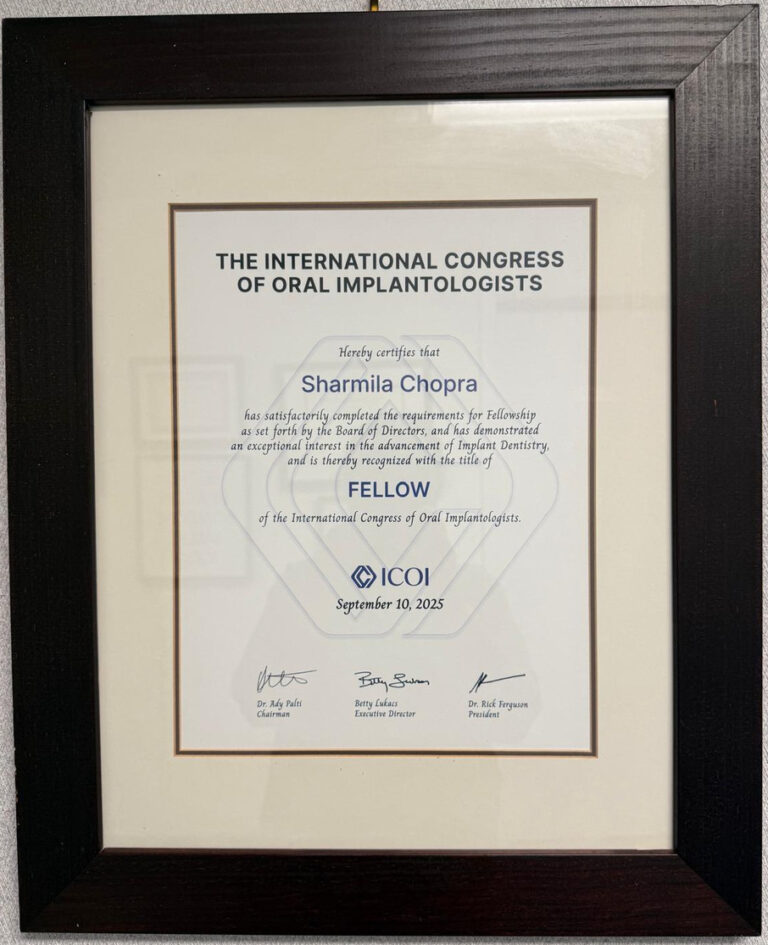 THE INTERNATIONAL CONGRESS
OF ORAL IMPLANTOLOGISTS
Hereby certifies that
Sharmila Chopra
has satisfactorily completed the requirements for Fellowship
as set forth by the Board of Directors, and has demonstrated
an exceptional interest in the advancement of Implant Dentistry,
and is thereby recognized with the title of
FELLOW
of the International Congress of Oral Implantologists.
ICOI
September 10, 2025
Dr. Ady Palti
Chairman
Betty Lukacs
Executive Director
Dr. Rick Ferguson
President